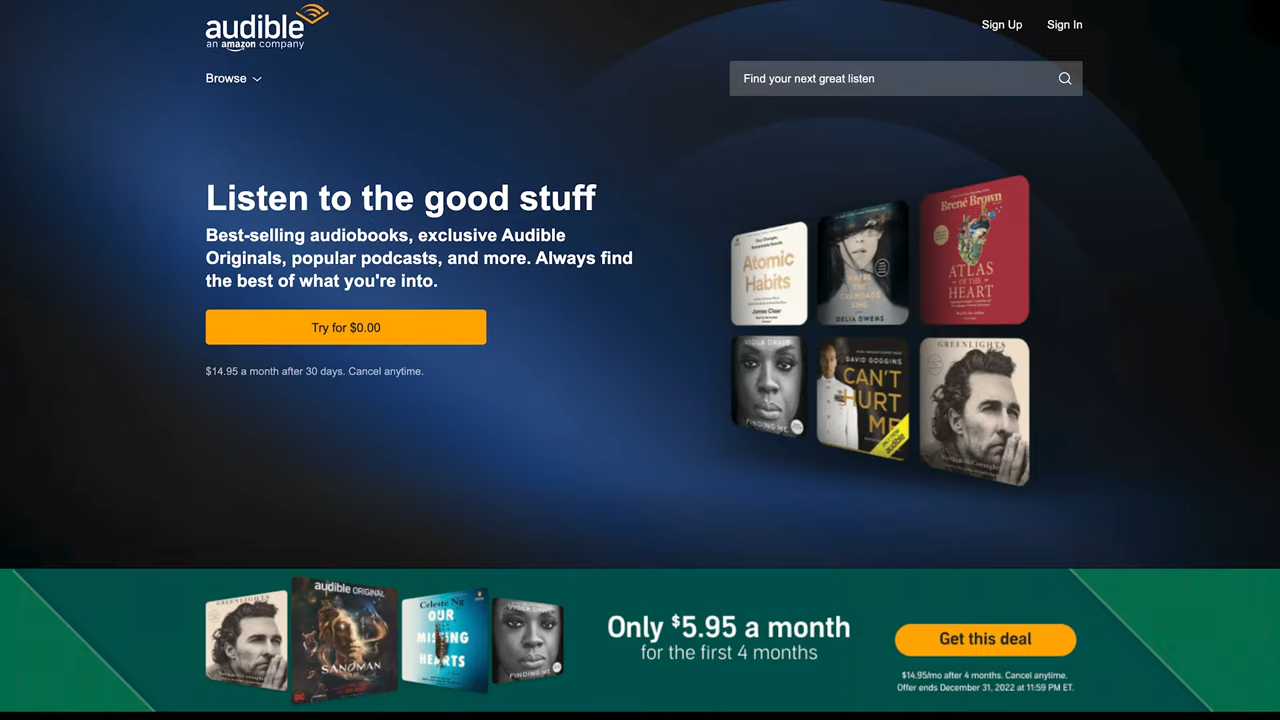 audible
an amazon company
Sign Up
Sign In
Browse
Find your next great listen
Listen to the good stuff
Best-selling audiobooks, exclusive Audible
Originals, popular podcasts, and more. Always find
the best of what you're into.
Try for $0.00
$14.95 a month after 30 days. Cancel anytime.
Atomic
Habits
James Clear
DELIA OWENS
Brené Brown
ATLAS
OF THE
HEART
VIOLA DAVIS
FINDING ME
DAVID GOGGINS
CAN'T
HURT
ME
audible
GREENLIGHTS
GREENLIGHTS
audible ORIGINAL
SANDMAN
DC
Celeste Ng
OUR
MISSING
HEARTS
VIOLA DAVIS
FINDING ME
Only $5.95 a month
for the first 4 months
Get this deal
$14.95/mo after 4 months. Cancel anytime.
Offer ends December 31, 2022 at 11:59 PM ET.